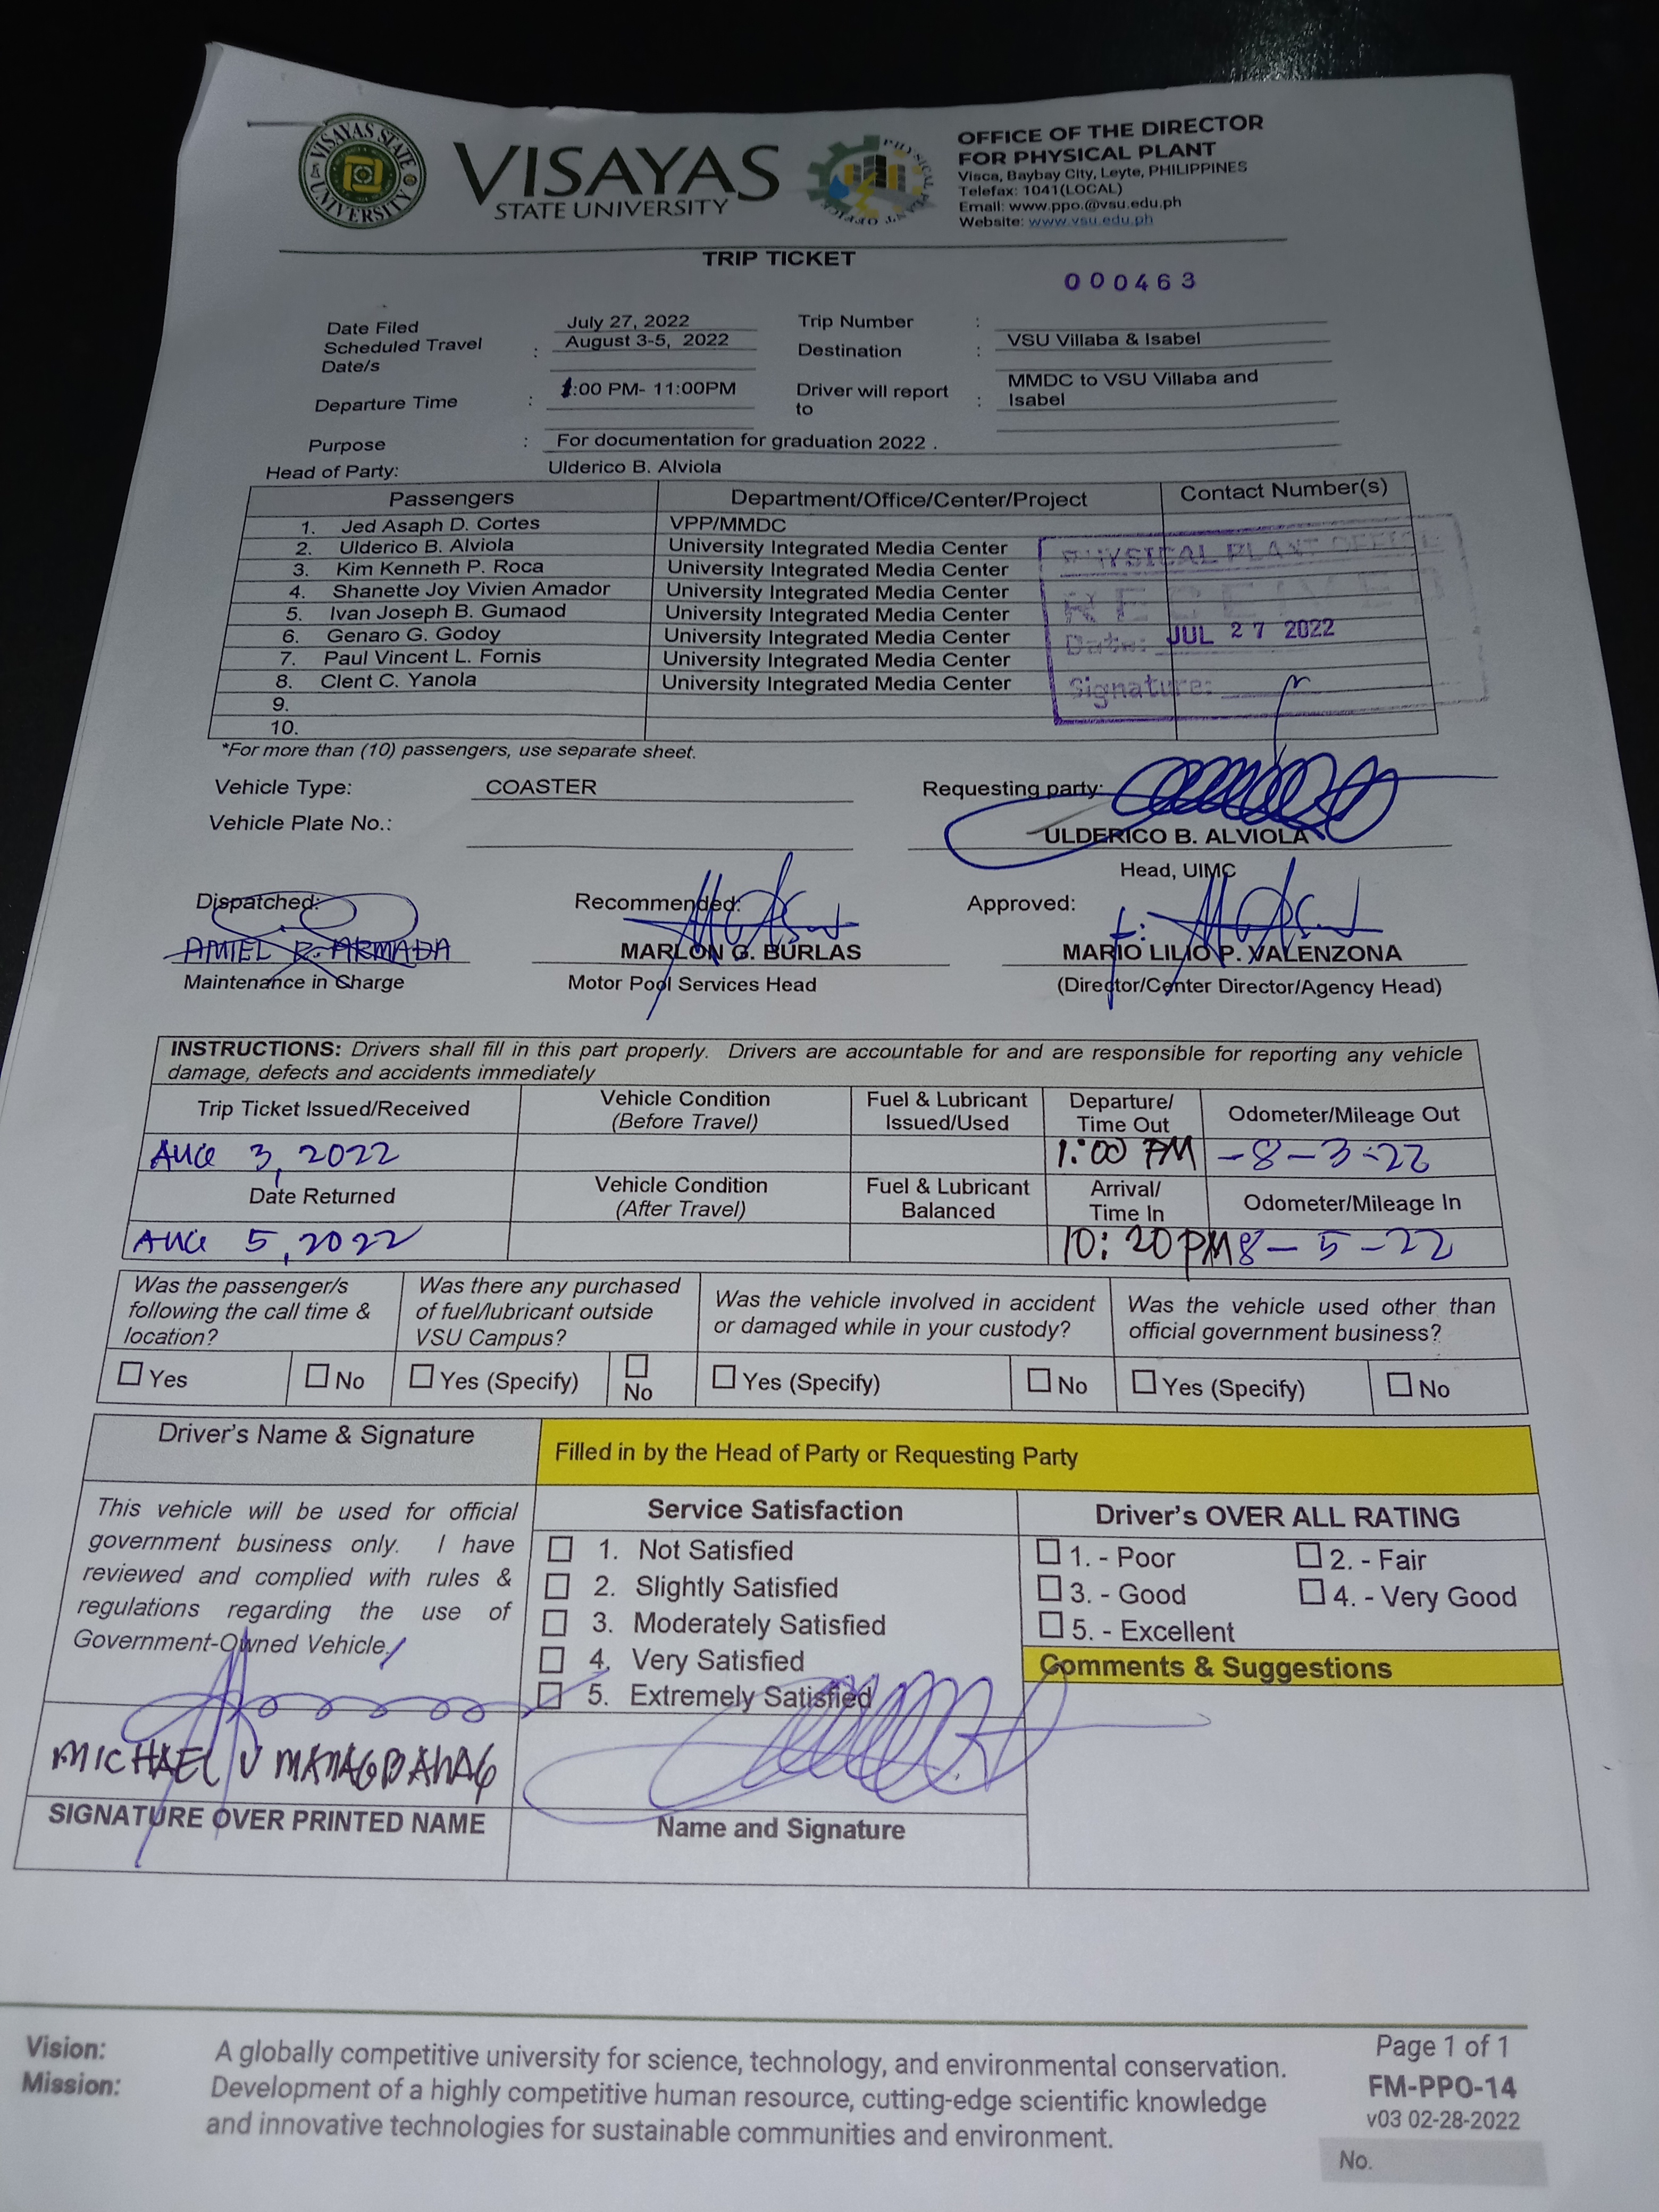 VISAYAS STATE UNIVERSITY
VISAYAS
STATE UNIVERSITY
PHYSICAL PLANT OFFICE
OFFICE OF THE DIRECTOR
FOR PHYSICAL PLANT
Visca, Baybay City, Leyte, PHILIPPINES
Telefax: 1041(LOCAL)
Email: www.ppo.@vsu.edu.ph
Website: www.vsu.edu.ph
TRIP TICKET
000463
Date Filed July 27, 2022 Trip Number :
Scheduled Travel Date/s : August 3-5, 2022 Destination : VSU Villaba & Isabel
Departure Time : 1:00 PM- 11:00PM Driver will report to : MMDC to VSU Villaba and Isabel
Purpose : For documentation for graduation 2022 .
Head of Party: Ulderico B. Alviola
Passengers Department/Office/Center/Project Contact Number(s)
1. Jed Asaph D. Cortes VPP/MMDC
2. Ulderico B. Alviola University Integrated Media Center
3. Kim Kenneth P. Roca University Integrated Media Center
4. Shanette Joy Vivien Amador University Integrated Media Center
5. Ivan Joseph B. Gumaod University Integrated Media Center
6. Genaro G. Godoy University Integrated Media Center
7. Paul Vincent L. Fornis University Integrated Media Center
8. Clent C. Yanola University Integrated Media Center
9.
10.
PHYSICAL PLANT OFFICE
RECEIVED
Date: JUL 27 2022
Signature:
*For more than (10) passengers, use separate sheet.
Vehicle Type: COASTER Requesting party:
Vehicle Plate No.: ULDERICO B. ALVIOLA
Head, UIMC
Dispatched: Recommended: Approved:
AMIEL R. ARMADA MARLON G. BURLAS MARIO LILIO P. VALENZONA
Maintenance in Charge Motor Pool Services Head (Director/Center Director/Agency Head)
INSTRUCTIONS: Drivers shall fill in this part properly. Drivers are accountable for and are responsible for reporting any vehicle
damage, defects and accidents immediately
Trip Ticket Issued/Received Vehicle Condition (Before Travel) Fuel & Lubricant Issued/Used Departure/ Time Out Odometer/Mileage Out
AUG 3, 2022 1:00 PM -8-3-22
Date Returned Vehicle Condition (After Travel) Fuel & Lubricant Balanced Arrival/ Time In Odometer/Mileage In
AUG 5, 2022 10:20 PM 8-5-22
Was the passenger/s following the call time & location? Was there any purchased of fuel/lubricant outside VSU Campus? Was the vehicle involved in accident or damaged while in your custody? Was the vehicle used other than official government business?
Yes No Yes (Specify) No Yes (Specify) No Yes (Specify) No
Driver's Name & Signature
Filled in by the Head of Party or Requesting Party
This vehicle will be used for official
government business only. I have
reviewed and complied with rules &
regulations regarding the use of
Government-Owned Vehicle.
Service Satisfaction
1. Not Satisfied
2. Slightly Satisfied
3. Moderately Satisfied
4. Very Satisfied
5. Extremely Satisfied
Driver's OVER ALL RATING
1. - Poor 2. - Fair
3. - Good 4. - Very Good
5. - Excellent
Comments & Suggestions
MICHAEL V MANAGBANAG
SIGNATURE OVER PRINTED NAME
Name and Signature
Vision: A globally competitive university for science, technology, and environmental conservation.
Mission: Development of a highly competitive human resource, cutting-edge scientific knowledge
and innovative technologies for sustainable communities and environment.
Page 1 of 1
FM-PPO-14
v03 02-28-2022
No.